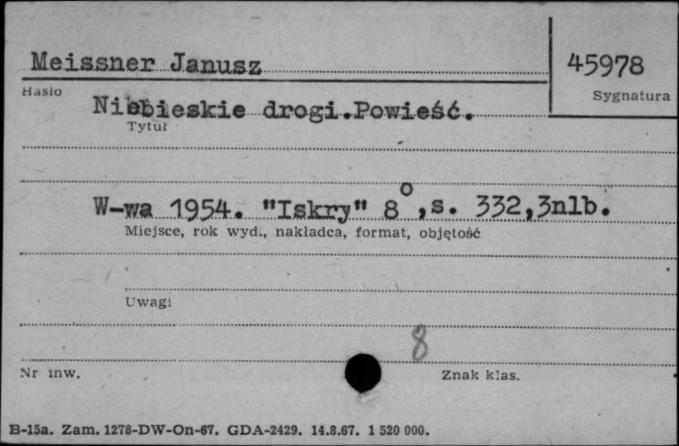 Meissner Janusz
45978
Hasło
Sygnatura
Niebieskie drogi.Powieść.
Tytuł
W-wa 1954. "Iskry" 8°,s. 332,3nlb.
Miejsce, rok wyd., nakładca, format, objętość
Uwagi
8
Nr inw.
Znak klas.
B-15a. Zam. 1278-DW-On-67. GDA-2429. 14.8.67. 1 520 000.